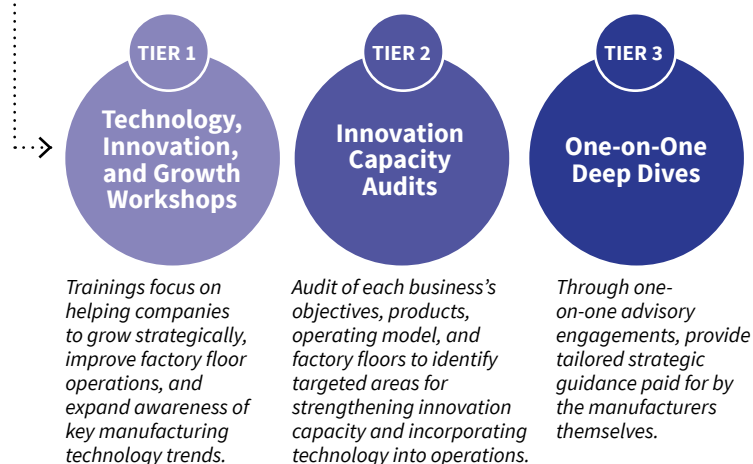 TIER 1
Technology,
Innovation,
and Growth
Workshops
Trainings focus on
helping companies
to grow strategically,
improve factory floor
operations, and
expand awareness of
key manufacturing
technology trends.
TIER 2
Innovation
Capacity
Audits
Audit of each business’s
objectives, products,
operating model, and
factory floors to identify
targeted areas for
strengthening innovation
capacity and incorporating
technology into operations.
TIER 3
One-on-One
Deep Dives
Through one-
on-one advisory
engagements, provide
tailored strategic
guidance paid for by
the manufacturers
themselves.